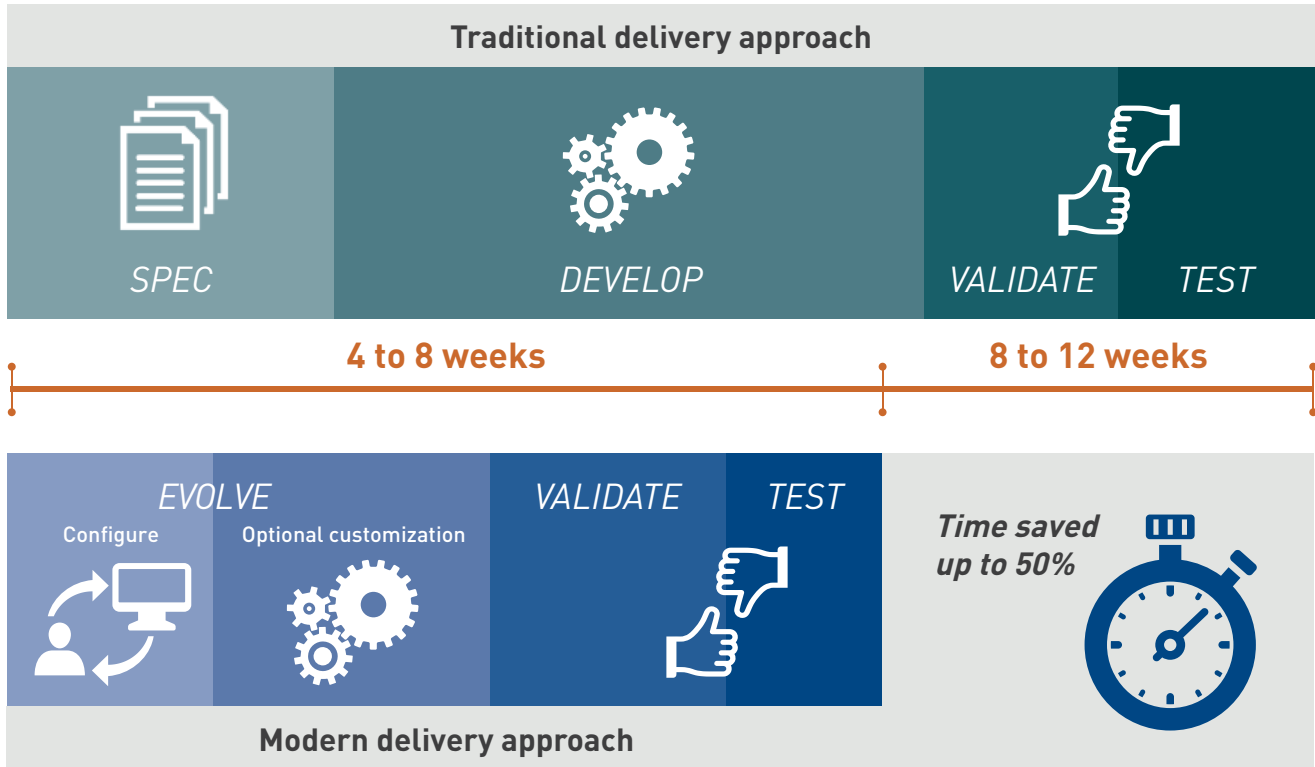 Traditional delivery approach
SPEC
DEVELOP
VALIDATE
TEST
4 to 8 weeks
8 to 12 weeks
EVOLVE
Configure
Optional customization
VALIDATE
TEST
Time saved
up to 50%
Modern delivery approach